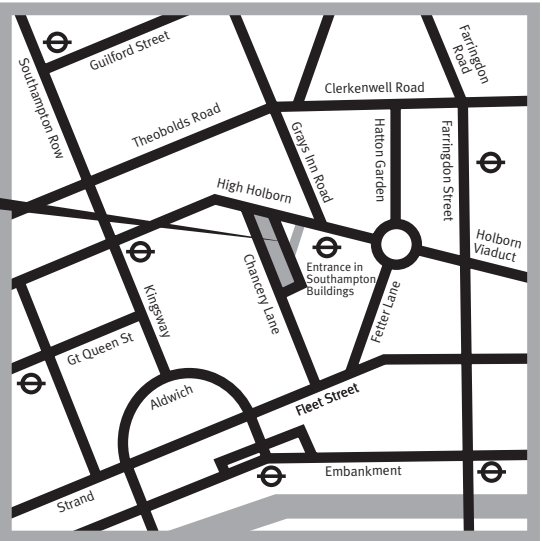 Guilford Street
Farringdon
Road
Southampton Row
Clerkenwell Road
Theobolds Road
Grays Inn Road
Hatton Garden
Farringdon Street
High Holborn
Holborn
Viaduct
Entrance in
Southampton
Buildings
Chancery Lane
Kingsway
Fetter Lane
Gt Queen St
Aldwich
Fleet Street
Embankment
Strand